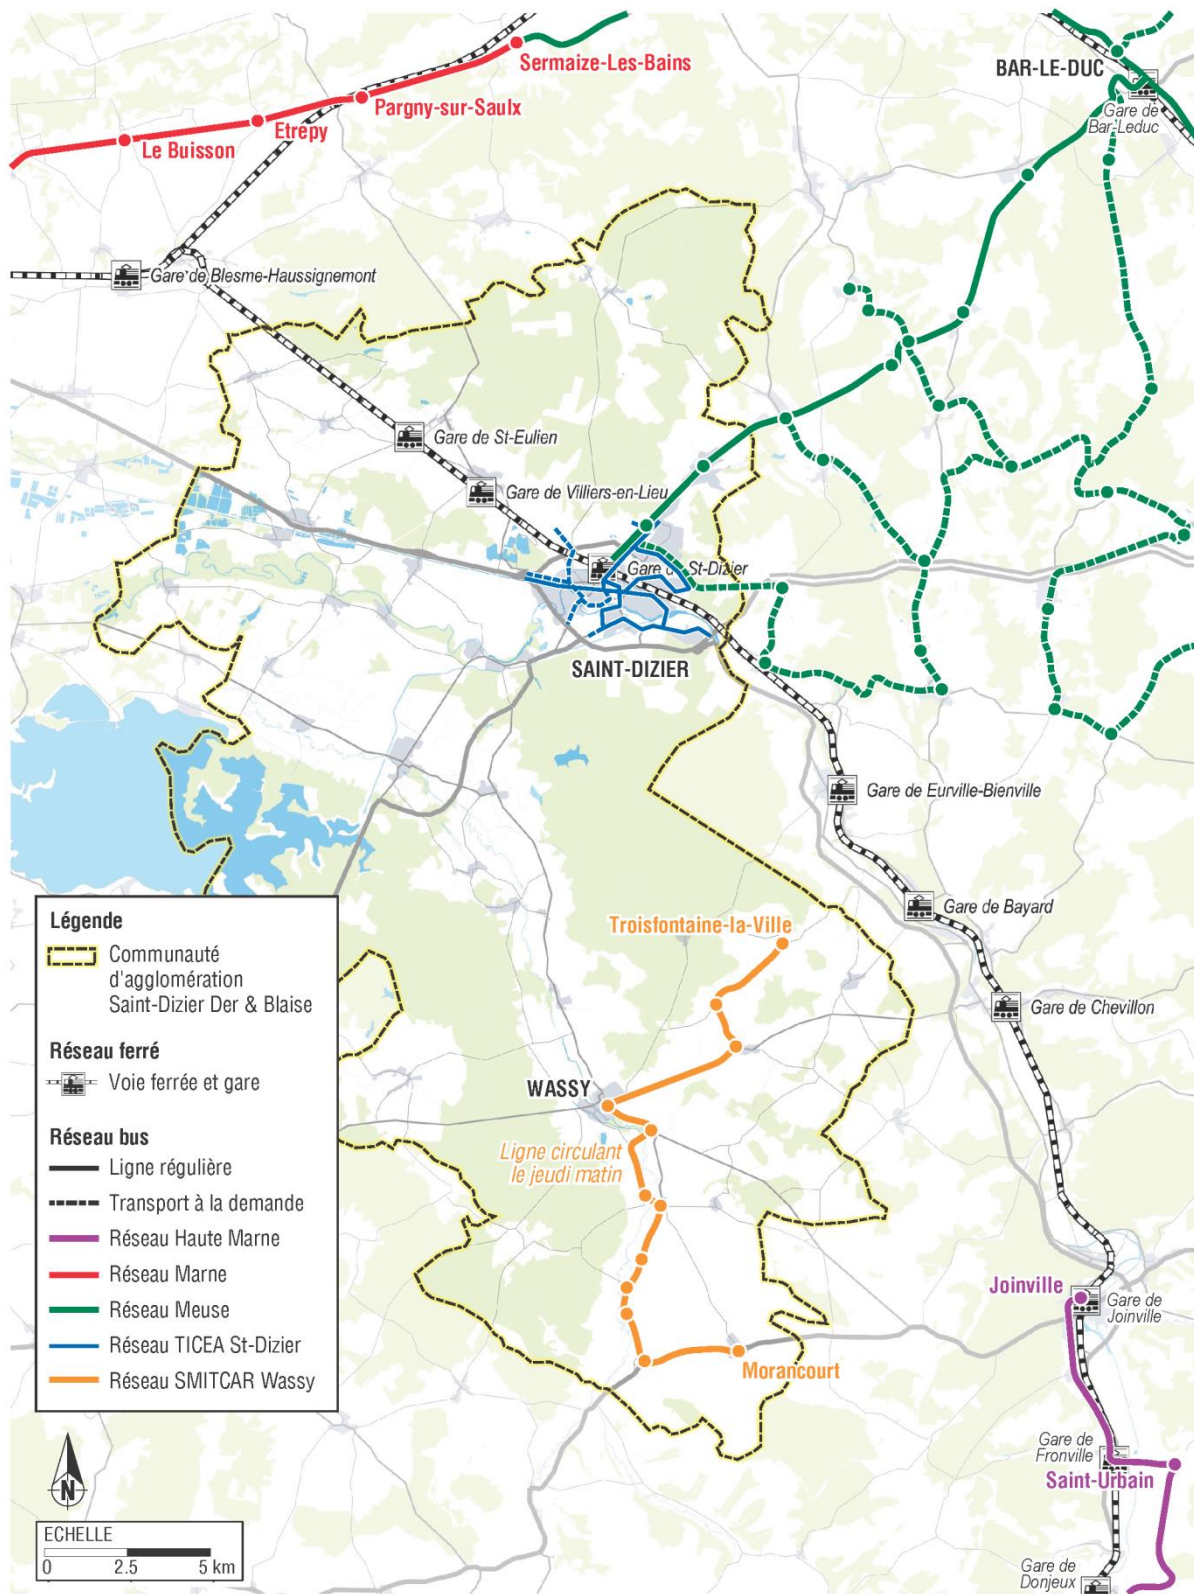 Sermaize-Les-Bains
BAR-LE-DUC
Pargny-sur-Saulx
Gare de
Bar-Leduc
Etrepy
Le Buisson
Gare de Blesme-Haussignemont
Gare de St-Eulien
Gare de Villiers-en-Lieu
Gare de St-Dizier
SAINT-DIZIER
Gare de Eurville-Bienville
Gare de Bayard
Troisfontaine-la-Ville
Gare de Chevillon
WASSY
Ligne circulant
le jeudi matin
Joinville
Gare de
Joinville
Morancourt
Gare de
Fronville
Saint-Urbain
Gare de
Donjeux
Légende
Communauté
d'agglomération
Saint-Dizier Der & Blaise
Réseau ferré
Voie ferrée et gare
Réseau bus
Ligne régulière
Transport à la demande
Réseau Haute Marne
Réseau Marne
Réseau Meuse
Réseau TICEA St-Dizier
Réseau SMITCAR Wassy
N
ECHELLE
0 2.5 5 km